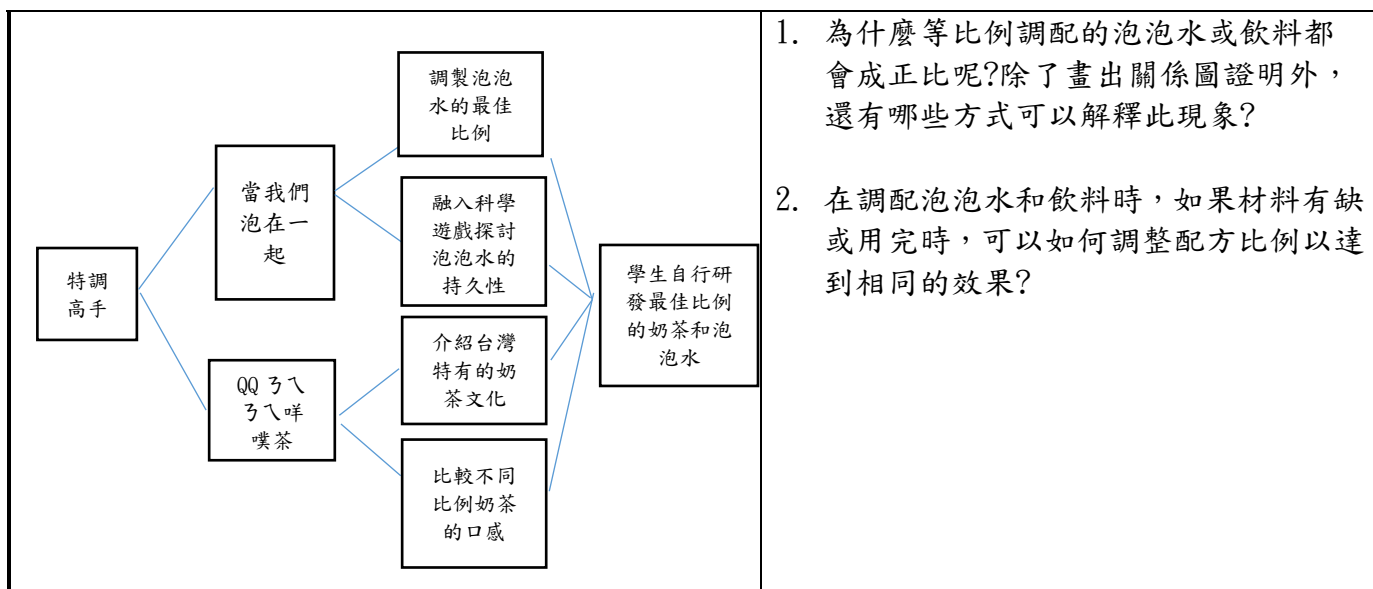 特調
高手
當我們
泡在一
起
QQ ㄋㄟ
ㄋㄟ咩
噗茶
調製泡泡
水的最佳
比例
融入科學
遊戲探討
泡泡水的
持久性
介紹台灣
特有的奶
茶文化
比較不同
比例奶茶
的口感
學生自行研
發最佳比例
的奶茶和泡
泡水
1. 為什麼等比例調配的泡泡水或飲料都
會成正比呢?除了畫出關係圖證明外，
還有哪些方式可以解釋此現象?
2. 在調配泡泡水和飲料時，如果材料有缺
或用完時，可以如何調整配方比例以達
到相同的效果?